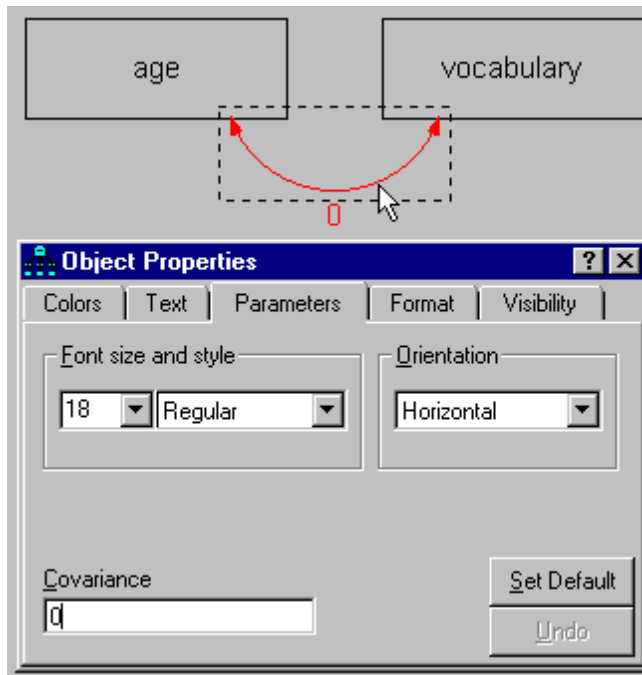 age vocabulary
0
Object Properties
Colors Text Parameters Format Visibility
Font size and style Orientation
18 Regular Horizontal
Covariance
Set Default
0
Undo